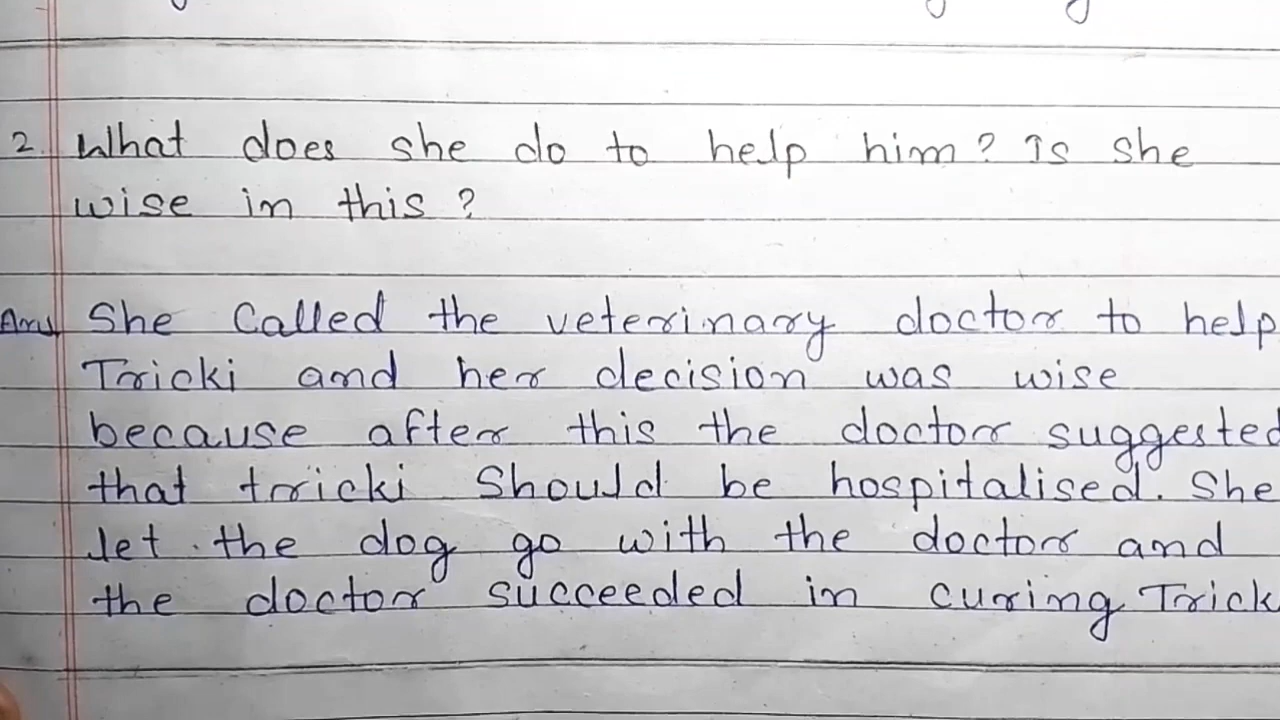 2. What does she do to help him? Is she
wise in this?
Ans She Called the veterinary doctor to help
Tricki and her decision was wise
because after this the doctor suggested
that tricki Should be hospitalised. She
let the dog go with the doctor and
the doctor succeeded in curing Trick